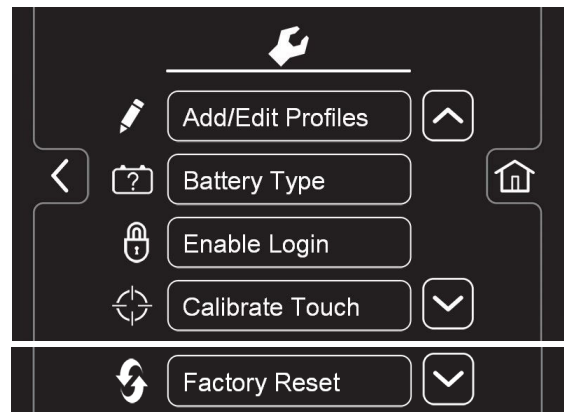 Add/Edit Profiles
?
Battery Type
Enable Login
Calibrate Touch
Factory Reset